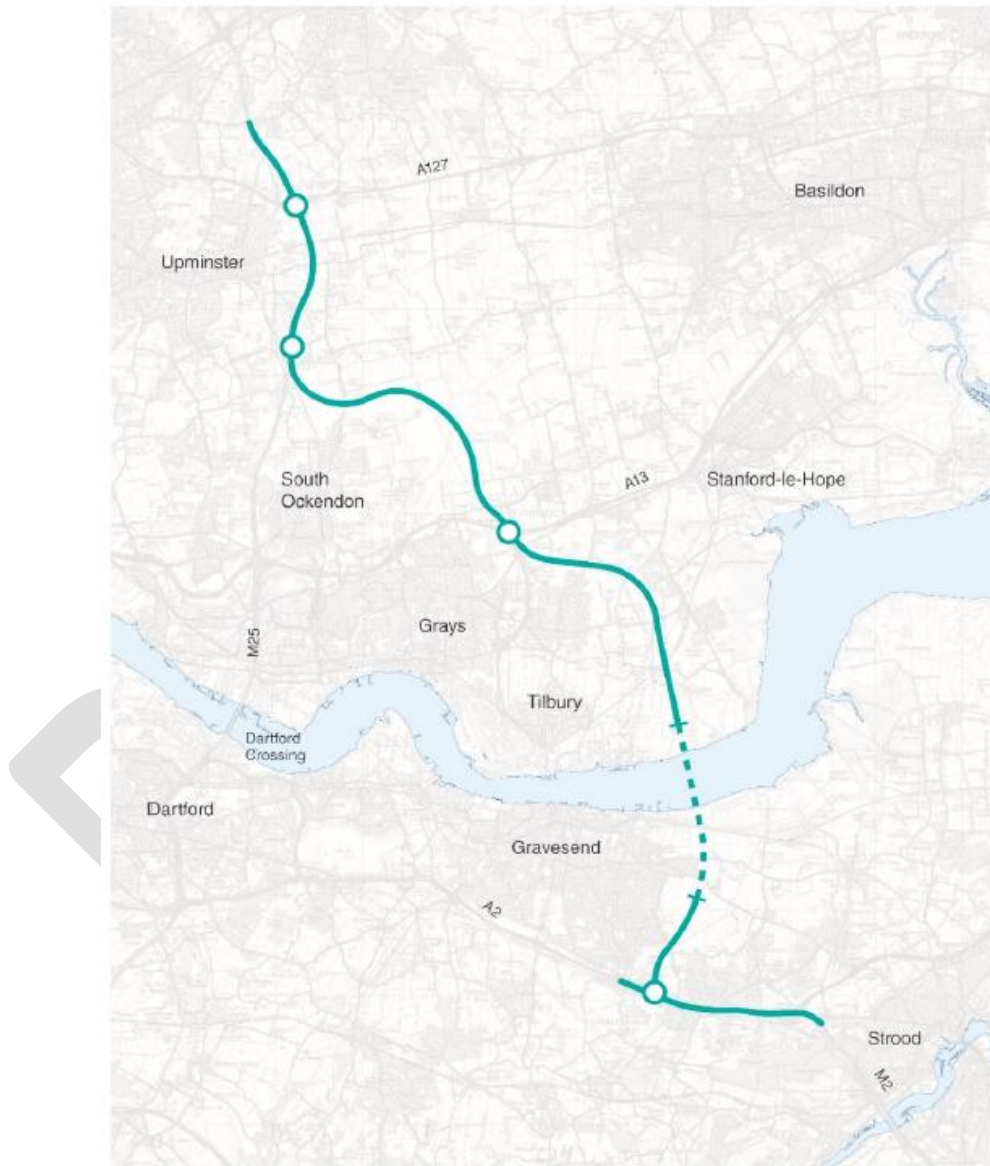 A127
Basildon
Upminster
South
Ockendon
A13
Stanford-le-Hope
Grays
M25
Tilbury
Dartford
Crossing
Dartford
Gravesend
A2
Strood
M2